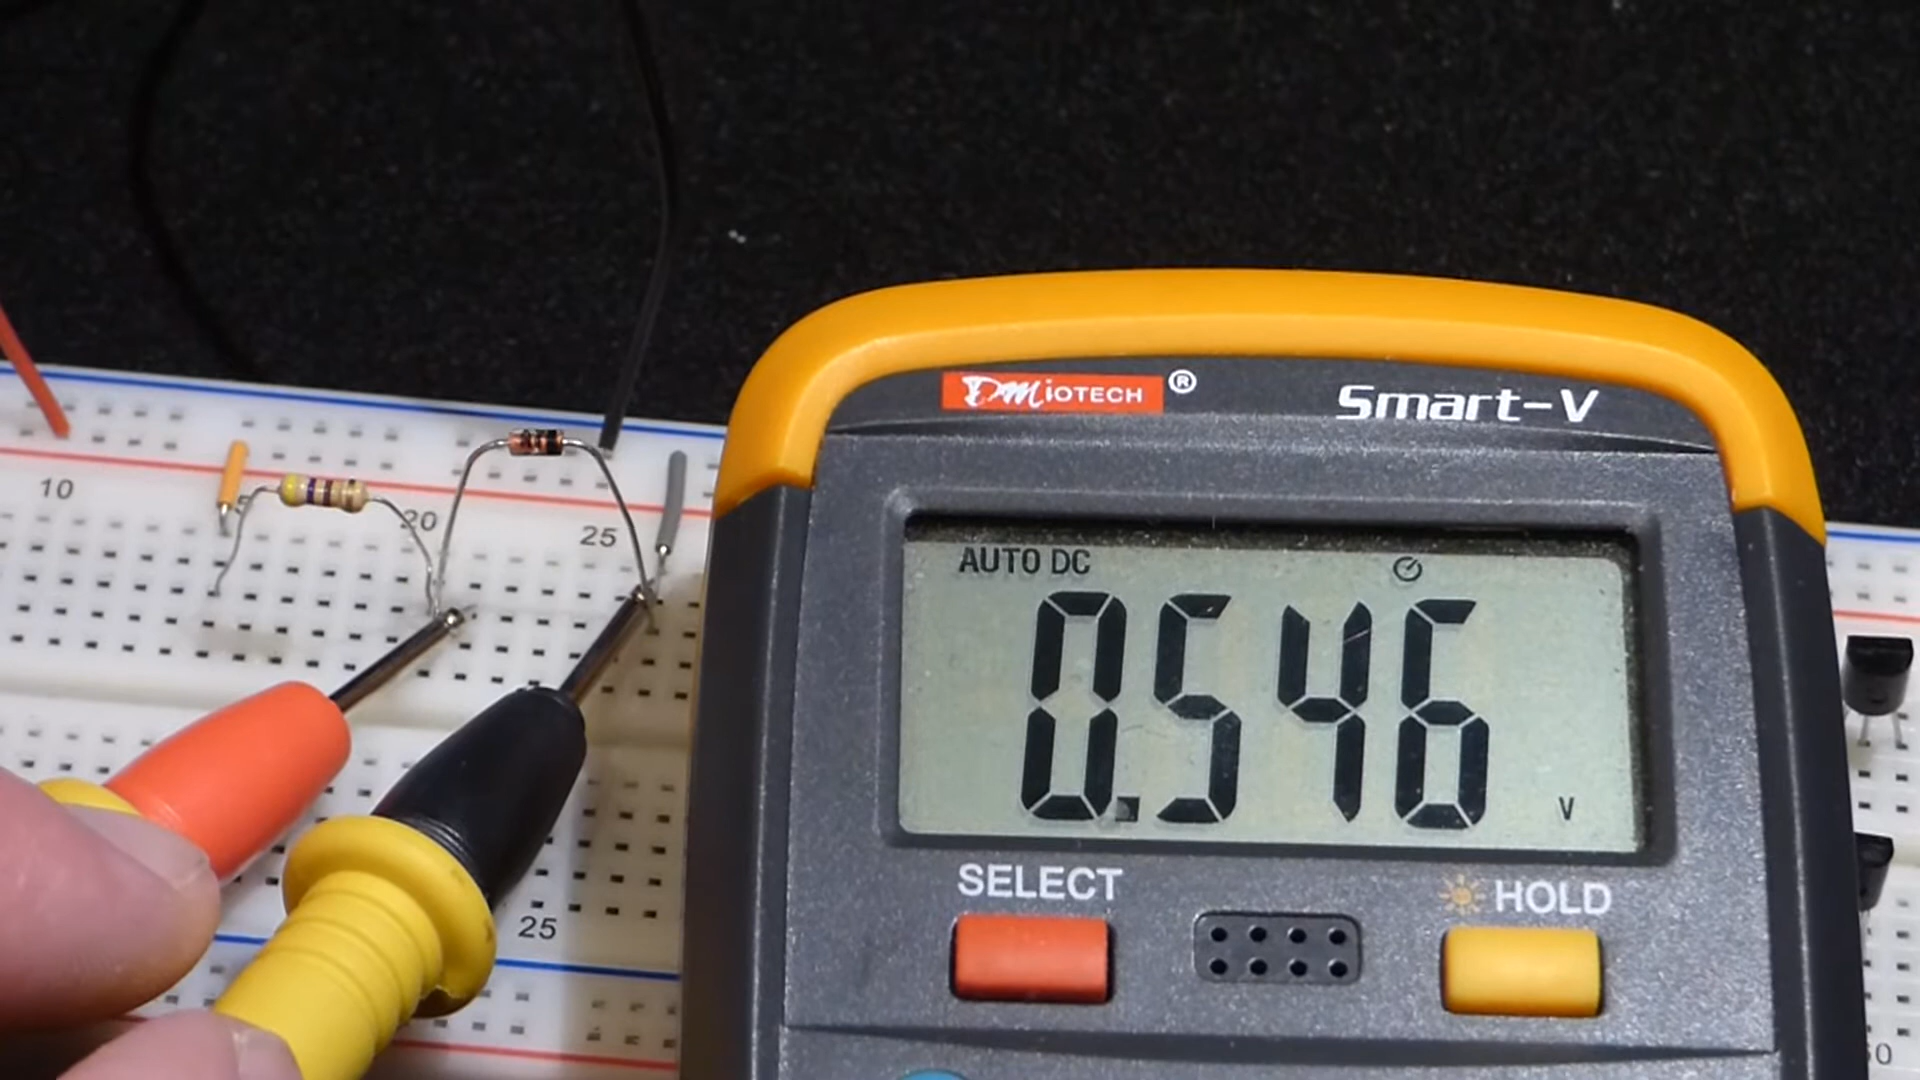 DMiOTECH ®
Smart-V
10
20
25
AUTO DC
0.546
V
SELECT
HOLD
25